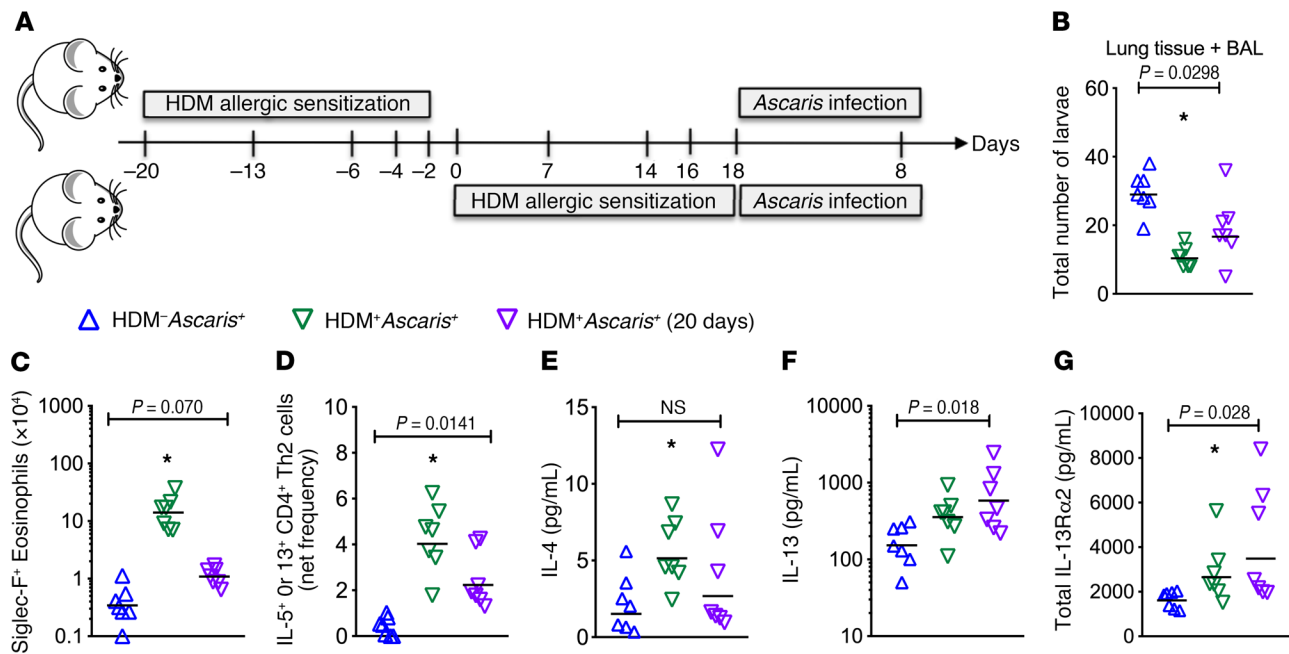 A
HDM allergic sensitization
Ascaris infection
Days
–20 –13 –6 –4 –2 0 7 14 16 18 8
HDM allergic sensitization
Ascaris infection
HDM⁻Ascaris⁺
HDM⁺Ascaris⁺
HDM⁺Ascaris⁺ (20 days)
B
Lung tissue + BAL
P = 0.0298
*
Total number of larvae
60
40
20
0
C
Siglec-F⁺ Eosinophils (×10⁴)
P = 0.070
*
1000
100
10
1
0.1
D
IL-5⁺ or 13⁺ CD4⁺ Th2 cells
(net frequency)
P = 0.0141
*
10
8
6
4
2
0
E
IL-4 (pg/mL)
NS
*
15
10
5
0
F
IL-13 (pg/mL)
P = 0.018
10000
1000
100
10
G
Total IL-13Rα2 (pg/mL)
P = 0.028
*
10000
8000
6000
4000
2000
0